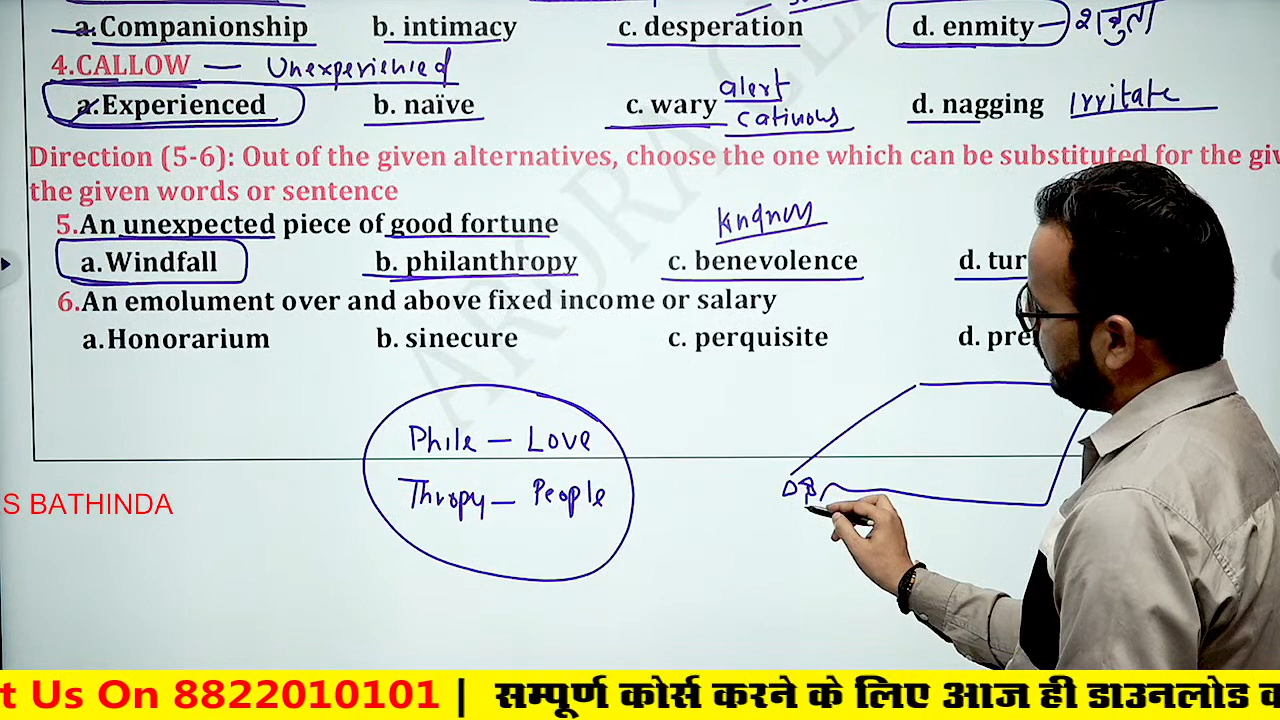 a. Companionship b. intimacy c. desperation d. enmity – शत्रुता
4.CALLOW — Unexperienied
a.Experienced b. naïve c. wary alert catiuous d. nagging Irritate
Direction (5-6): Out of the given alternatives, choose the one which can be substituted for the giv
the given words or sentence
5.An unexpected piece of good fortune
Kindness
a.Windfall b. philanthropy c. benevolence d. tur
6.An emolument over and above fixed income or salary
a.Honorarium b. sinecure c. perquisite d. pre
Phile – Love
Thropy – People
S BATHINDA
t Us On 8822010101 | सम्पूर्ण कोर्स करने के लिए आज ही डाउनलोड क